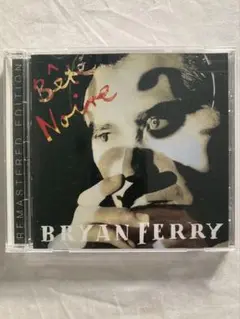 Bête
Noire
BRYAN FERRY
REMASTERED EDITION